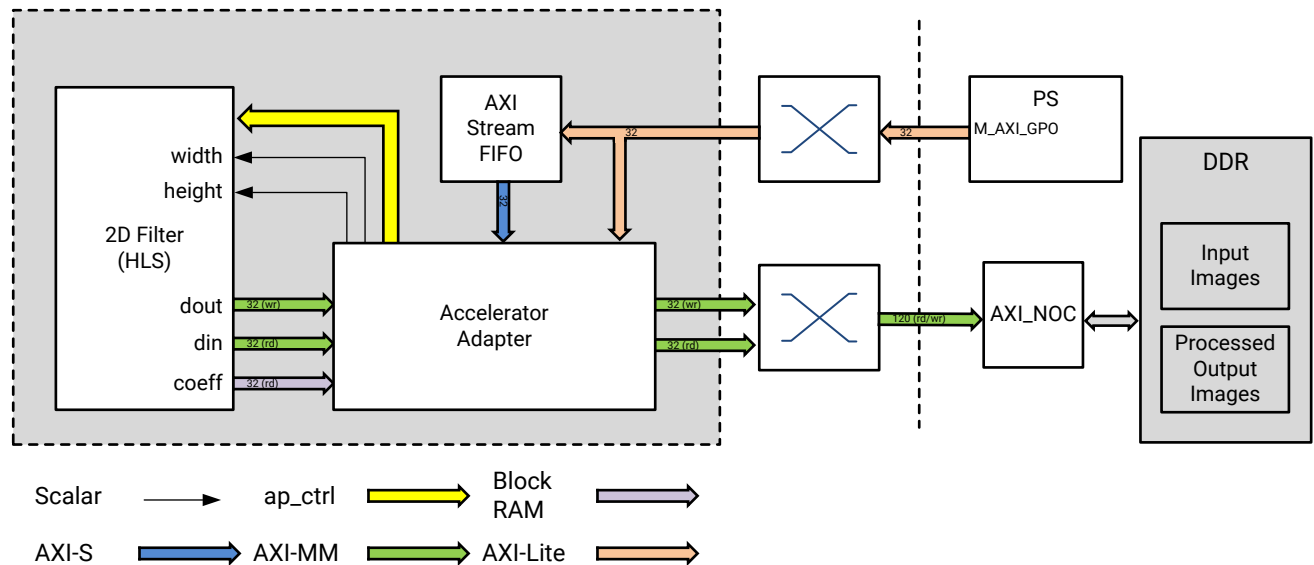 AXI
Stream
FIFO
PS
M_AXI_GPO
32
32
DDR
width
height
2D Filter
(HLS)
32
Input
Images
dout
32 (wr)
din
32 (rd)
coeff
32 (rd)
Accelerator
Adapter
32 (wr)
32 (rd)
120 (rd/wr)
AXI_NOC
Processed
Output
Images
Scalar
ap_ctrl
Block
RAM
AXI-S
AXI-MM
AXI-Lite